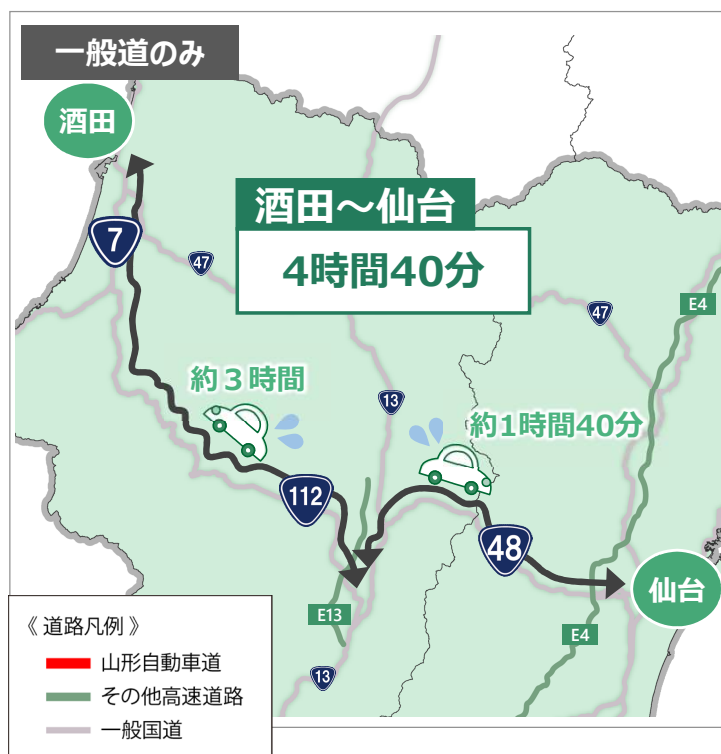 一般道のみ
酒田
酒田～仙台
4時間40分
7
47
47
E4
約３時間
13
約1時間40分
112
48
仙台
E13
E4
13
《 道路凡例 》
山形自動車道
その他高速道路
一般国道